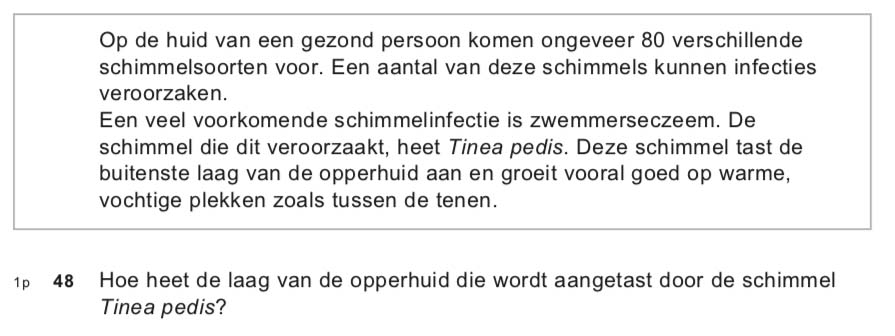 Op de huid van een gezond persoon komen ongeveer 80 verschillende
schimmelsoorten voor. Een aantal van deze schimmels kunnen infecties
veroorzaken.
Een veel voorkomende schimmelinfectie is zwemmerseczeem. De
schimmel die dit veroorzaakt, heet Tinea pedis. Deze schimmel tast de
buitenste laag van de opperhuid aan en groeit vooral goed op warme,
vochtige plekken zoals tussen de tenen.
1p 48 Hoe heet de laag van de opperhuid die wordt aangetast door de schimmel
Tinea pedis?